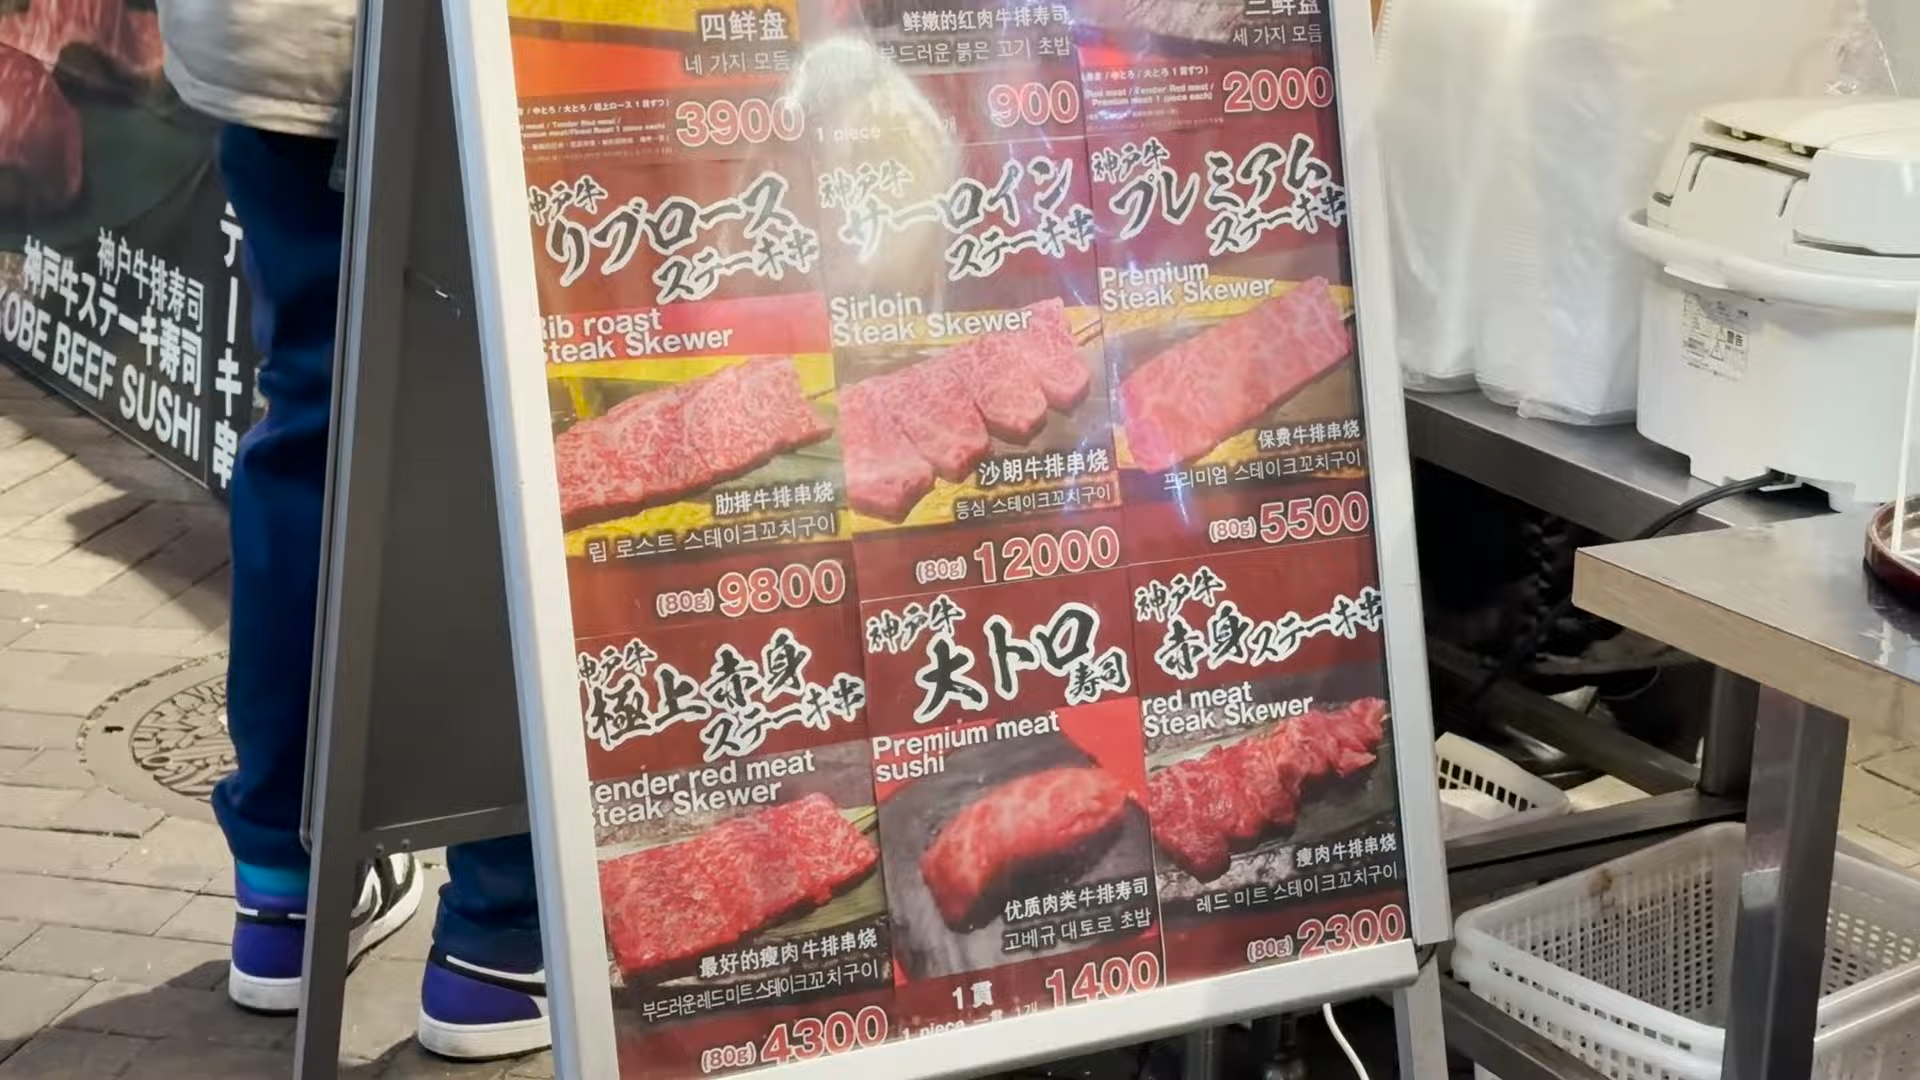 四鲜盘
네 가지 모듬
3900
鲜嫩的红肉牛排寿司
부드러운 붉은 고기 초밥
1 piece
900
三鲜盘
세 가지 모듬
Red meat / Tender Red meat /
Premium meat 1 piece each)
2000
神戸牛
リブロース
ステーキ串
Rib roast
Steak Skewer
肋排牛排串烧
립 로스트 스테이크꼬치구이
(80g) 9800
神戸牛
サーロイン
ステーキ串
Sirloin
Steak Skewer
沙朗牛排串烧
등심 스테이크꼬치구이
(80g) 12000
神戸牛
プレミアム
ステーキ串
Premium
Steak Skewer
保费牛排串烧
프리미엄 스테이크꼬치구이
(80g) 5500
神戸牛
極上赤身
ステーキ串
Tender red meat
Steak Skewer
最好的瘦肉牛排串烧
부드러운레드미트스테이크꼬치구이
(80g) 4300
神戸牛
大トロ
寿司
Premium meat
sushi
优质肉类牛排寿司
고베규 대토로 초밥
1貫
1 piece 一贯 1개
1400
神戸牛
赤身ステーキ串
red meat
Steak Skewer
瘦肉牛排串烧
레드 미트 스테이크꼬치구이
(80g) 2300
神户牛排寿司
神戸牛ステーキ寿司
KOBE BEEF SUSHI
テーキ串
警告